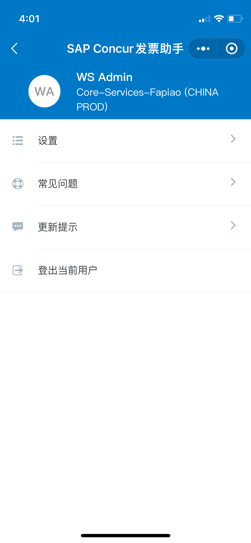 4:01
SAP Concur发票助手
WA
WS Admin
Core-Services-Fapiao (CHINA
PROD)
设置
常见问题
更新提示
登出当前用户